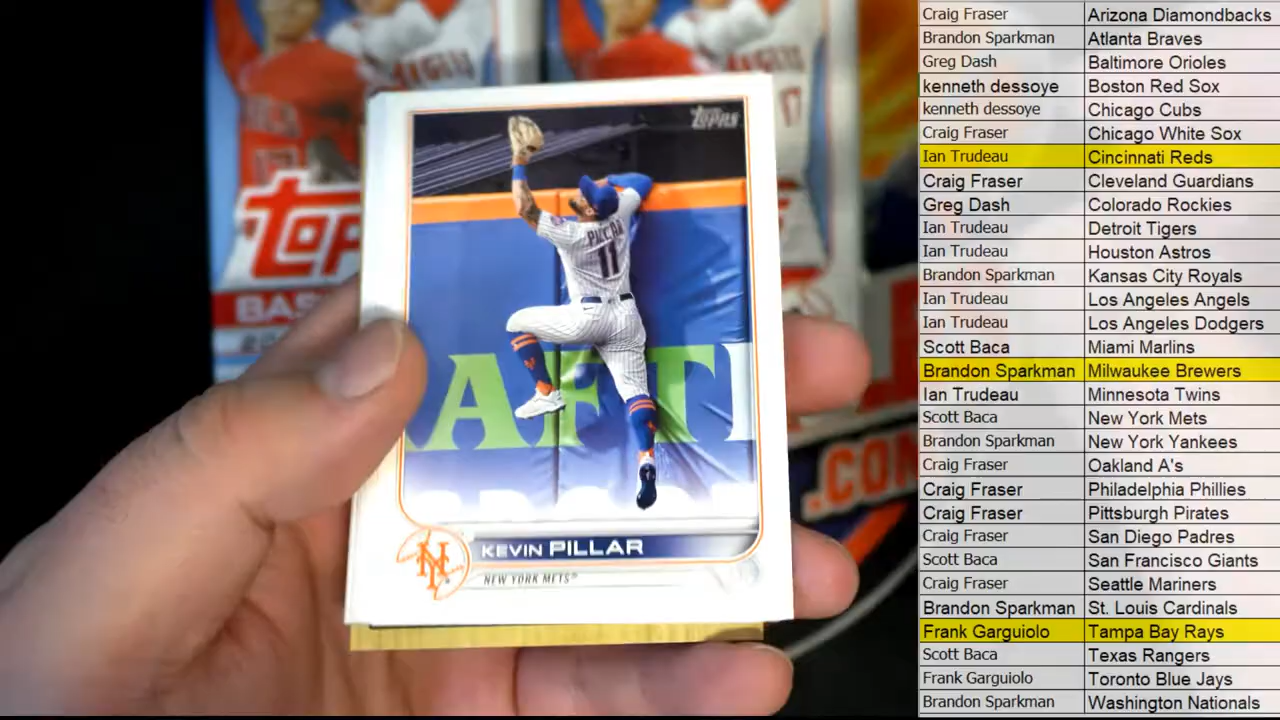 Topps
PILLAR
11
AFTI
KEVIN PILLAR
NY
NEW YORK METS®
TOP
BAS
ANGELS
17
.COM
Craig Fraser Arizona Diamondbacks
Brandon Sparkman Atlanta Braves
Greg Dash Baltimore Orioles
kenneth dessoye Boston Red Sox
kenneth dessoye Chicago Cubs
Craig Fraser Chicago White Sox
Ian Trudeau Cincinnati Reds
Craig Fraser Cleveland Guardians
Greg Dash Colorado Rockies
Ian Trudeau Detroit Tigers
Ian Trudeau Houston Astros
Brandon Sparkman Kansas City Royals
Ian Trudeau Los Angeles Angels
Ian Trudeau Los Angeles Dodgers
Scott Baca Miami Marlins
Brandon Sparkman Milwaukee Brewers
Ian Trudeau Minnesota Twins
Scott Baca New York Mets
Brandon Sparkman New York Yankees
Craig Fraser Oakland A's
Craig Fraser Philadelphia Phillies
Craig Fraser Pittsburgh Pirates
Craig Fraser San Diego Padres
Scott Baca San Francisco Giants
Craig Fraser Seattle Mariners
Brandon Sparkman St. Louis Cardinals
Frank Garguiolo Tampa Bay Rays
Scott Baca Texas Rangers
Frank Garguiolo Toronto Blue Jays
Brandon Sparkman Washington Nationals